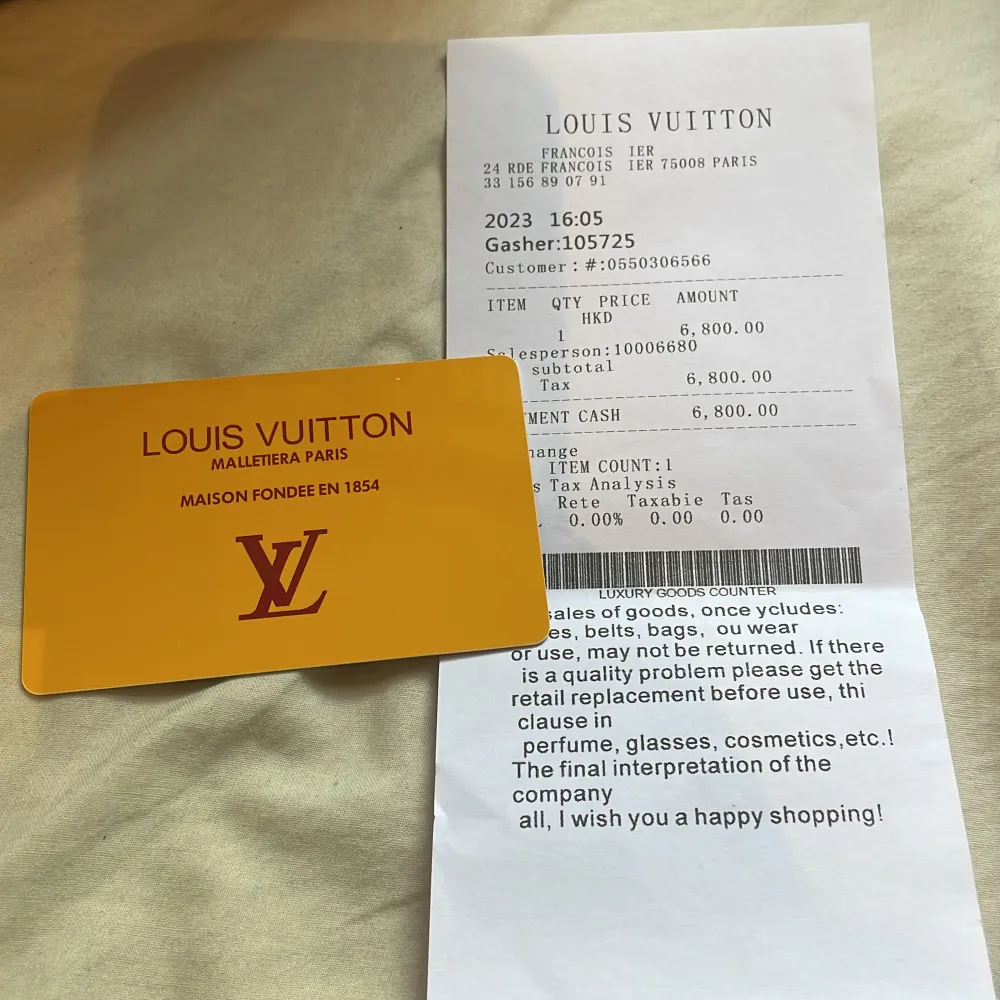 LOUIS VUITTON
FRANCOIS IER
24 RDE FRANCOIS IER 75008 PARIS
33 156 89 07 91
2023 16:05
Gasher:105725
Customer:#:0550306566
ITEM QTY PRICE AMOUNT
HKD
1 6,800.00
Salesperson:10006680
subtotal
Tax 6,800.00
MENT CASH 6,800.00
hange
ITEM COUNT:1
s Tax Analysis
Rete Taxabie Tas
0.00% 0.00 0.00
LUXURY GOODS COUNTER
sales of goods, once ycludes:
es, belts, bags, ou wear
or use, may not be returned. If there
is a quality problem please get the
retail replacement before use, thi
clause in
perfume, glasses, cosmetics,etc.!
The final interpretation of the
company
all, I wish you a happy shopping!
LOUIS VUITTON
MALLETIERA PARIS
MAISON FONDEE EN 1854
LV